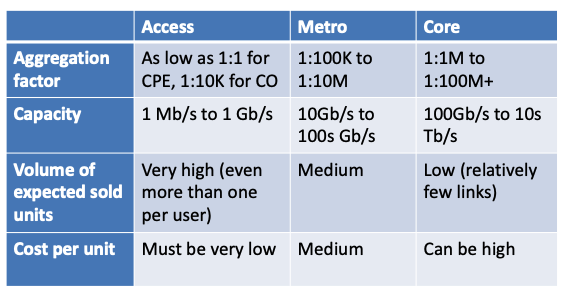 Access Metro Core
Aggregation factor As low as 1:1 for CPE, 1:10K for CO 1:100K to 1:10M 1:1M to 1:100M+
Capacity 1 Mb/s to 1 Gb/s 10Gb/s to 100s Gb/s 100Gb/s to 10s Tb/s
Volume of expected sold units Very high (even more than one per user) Medium Low (relatively few links)
Cost per unit Must be very low Medium Can be high